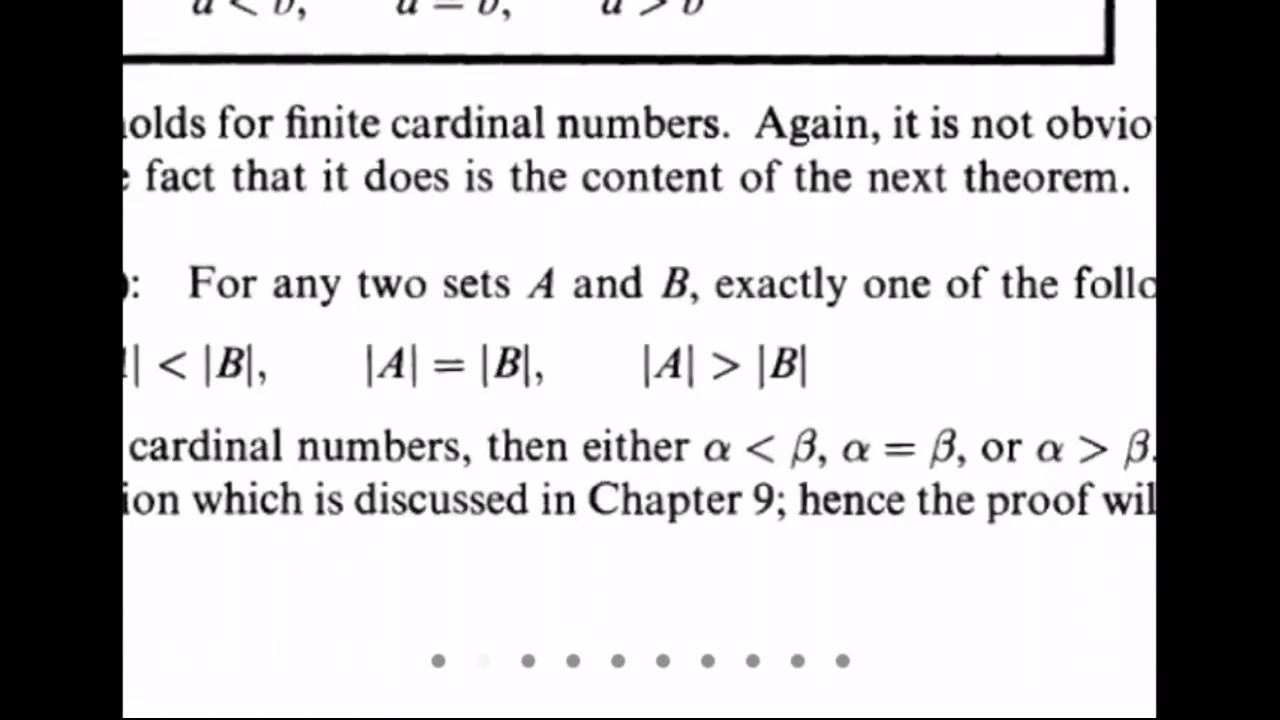 a < b, a = b, a > b
olds for finite cardinal numbers. Again, it is not obvio
fact that it does is the content of the next theorem.
: For any two sets A and B, exactly one of the follo
| < |B|, |A| = |B|, |A| > |B|
cardinal numbers, then either α < β, α = β, or α > β.
ion which is discussed in Chapter 9; hence the proof wil